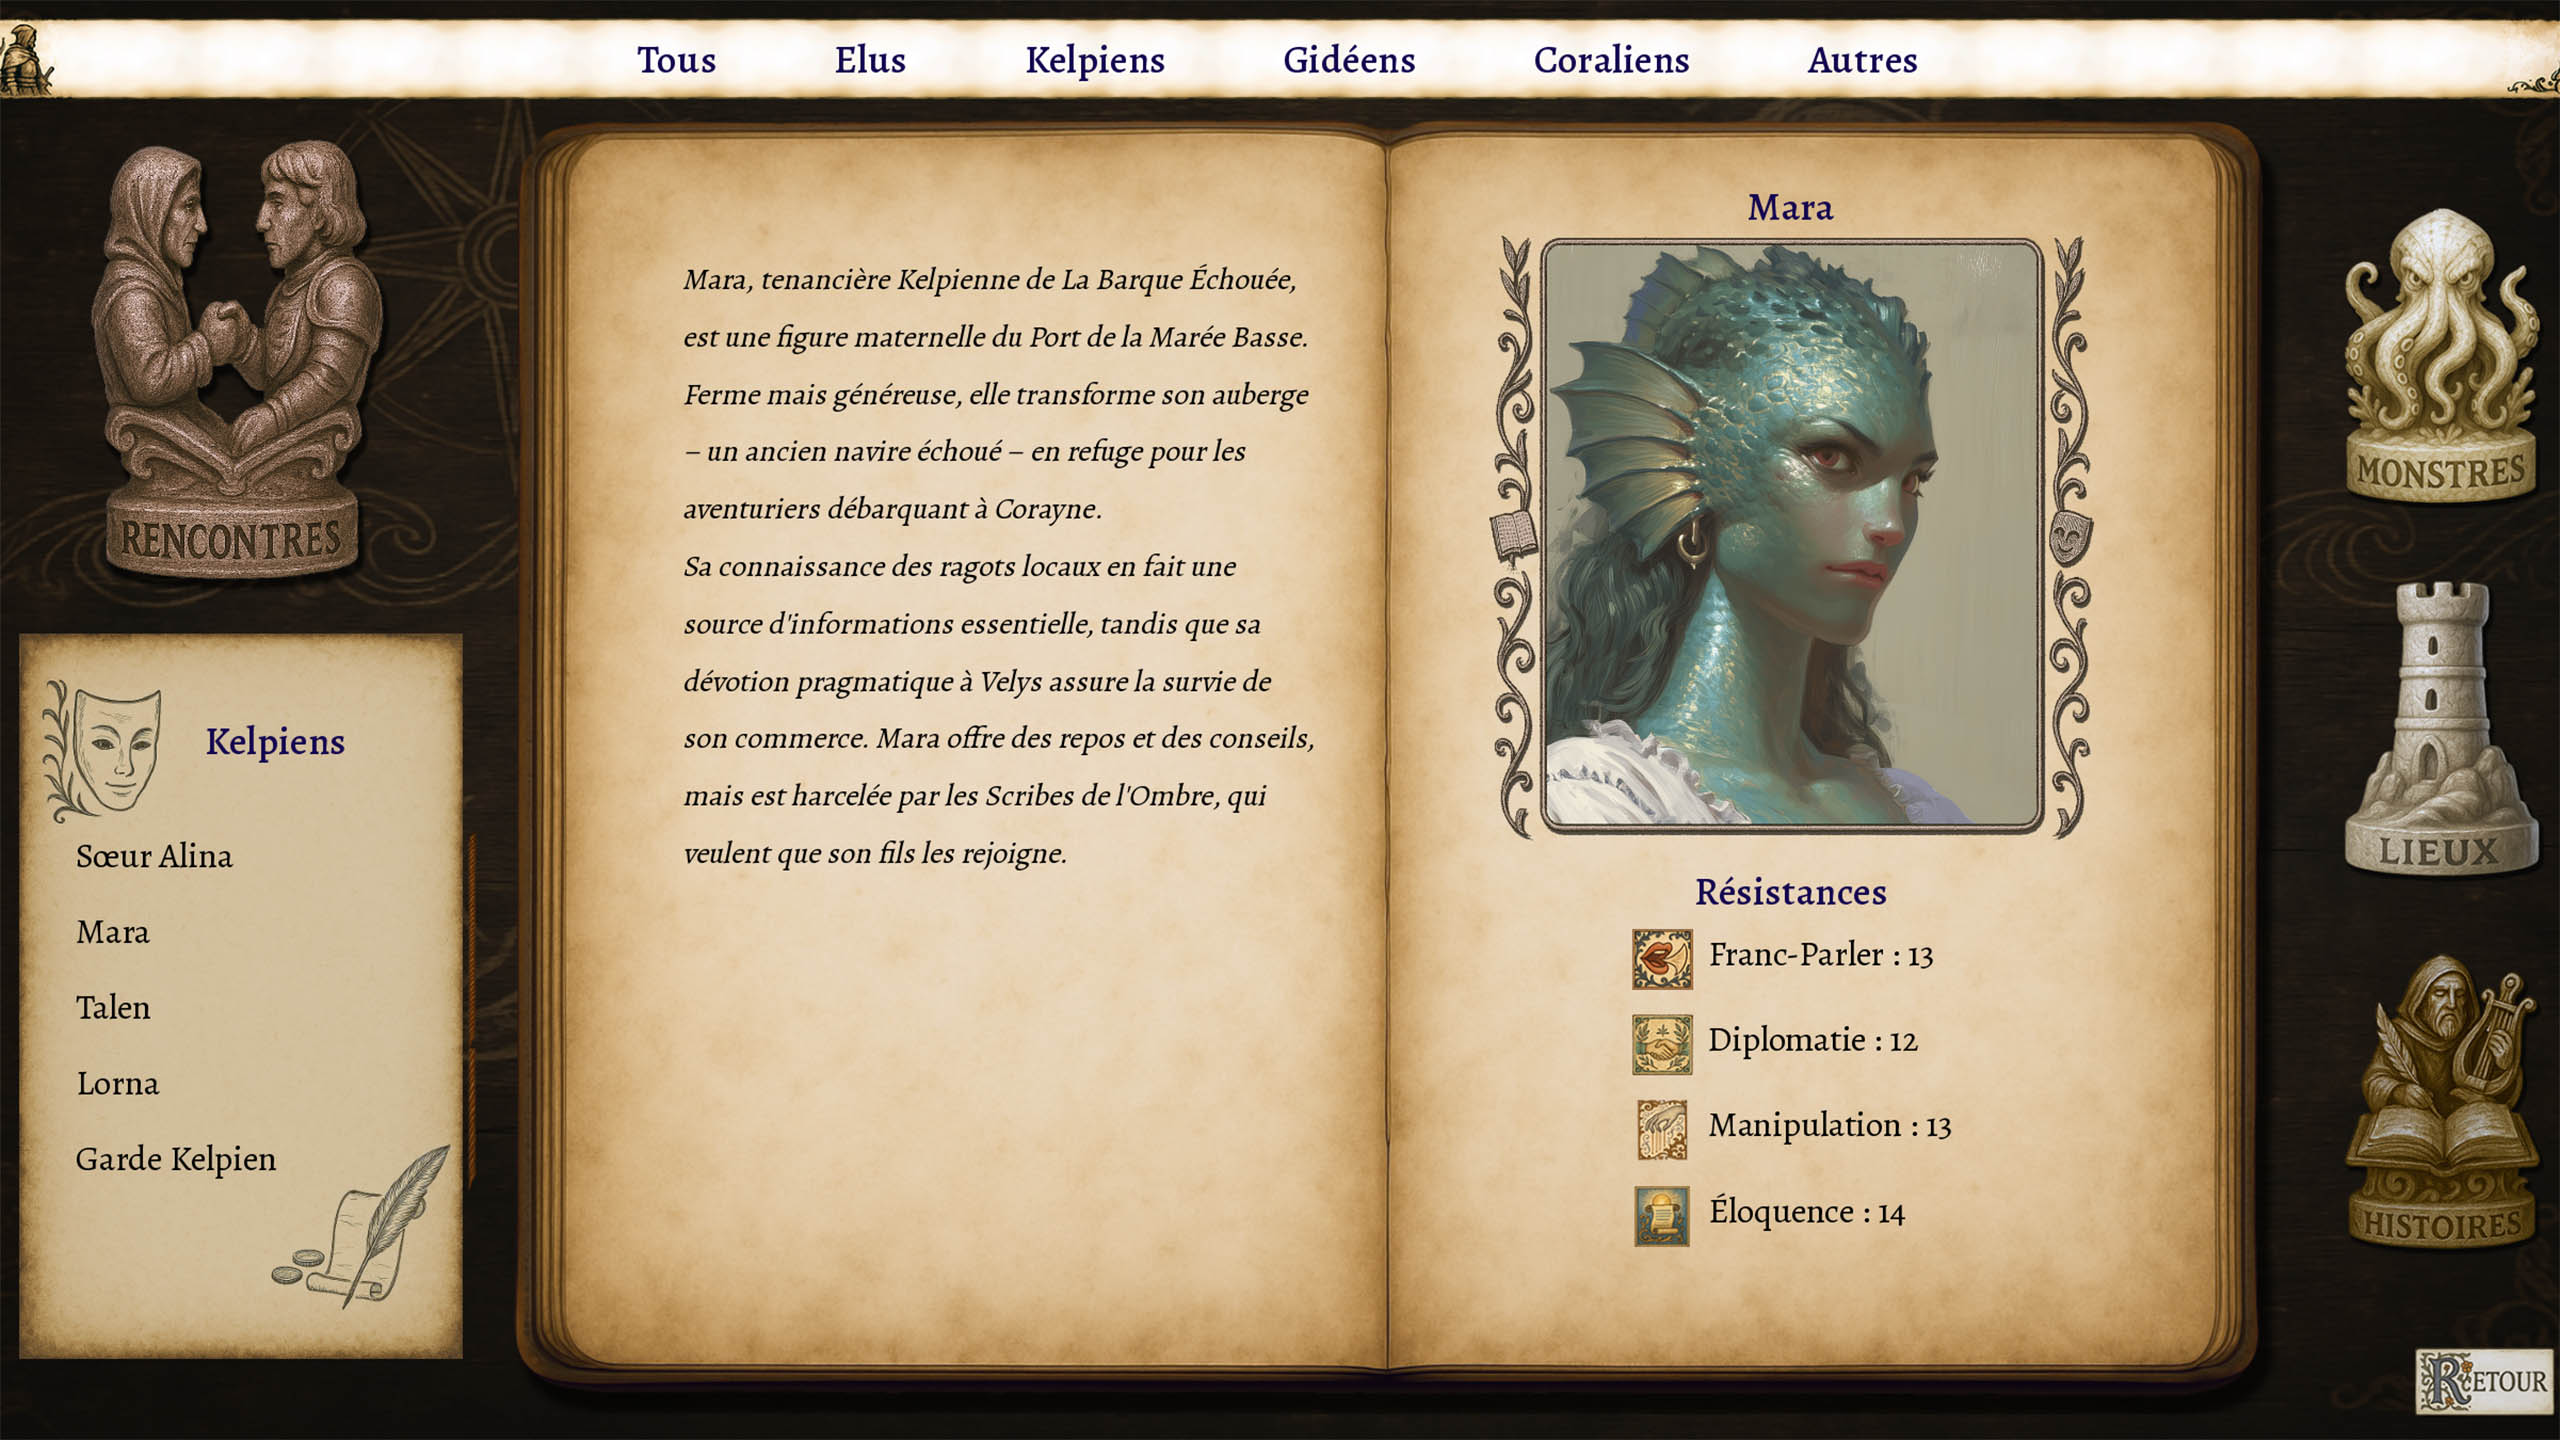 Tous Elus Kelpiens Gidéens Coraliens Autres
RENCONTRES
Kelpiens
Sœur Alina
Mara
Talen
Lorna
Garde Kelpien
Mara, tenancière Kelpienne de La Barque Échouée,
est une figure maternelle du Port de la Marée Basse.
Ferme mais généreuse, elle transforme son auberge
– un ancien navire échoué – en refuge pour les
aventuriers débarquant à Corayne.
Sa connaissance des ragots locaux en fait une
source d'informations essentielle, tandis que sa
dévotion pragmatique à Velys assure la survie de
son commerce. Mara offre des repos et des conseils,
mais est harcelée par les Scribes de l'Ombre, qui
veulent que son fils les rejoigne.
Mara
Résistances
Franc-Parler : 13
Diplomatie : 12
Manipulation : 13
Éloquence : 14
MONSTRES
LIEUX
HISTOIRES
RETOUR